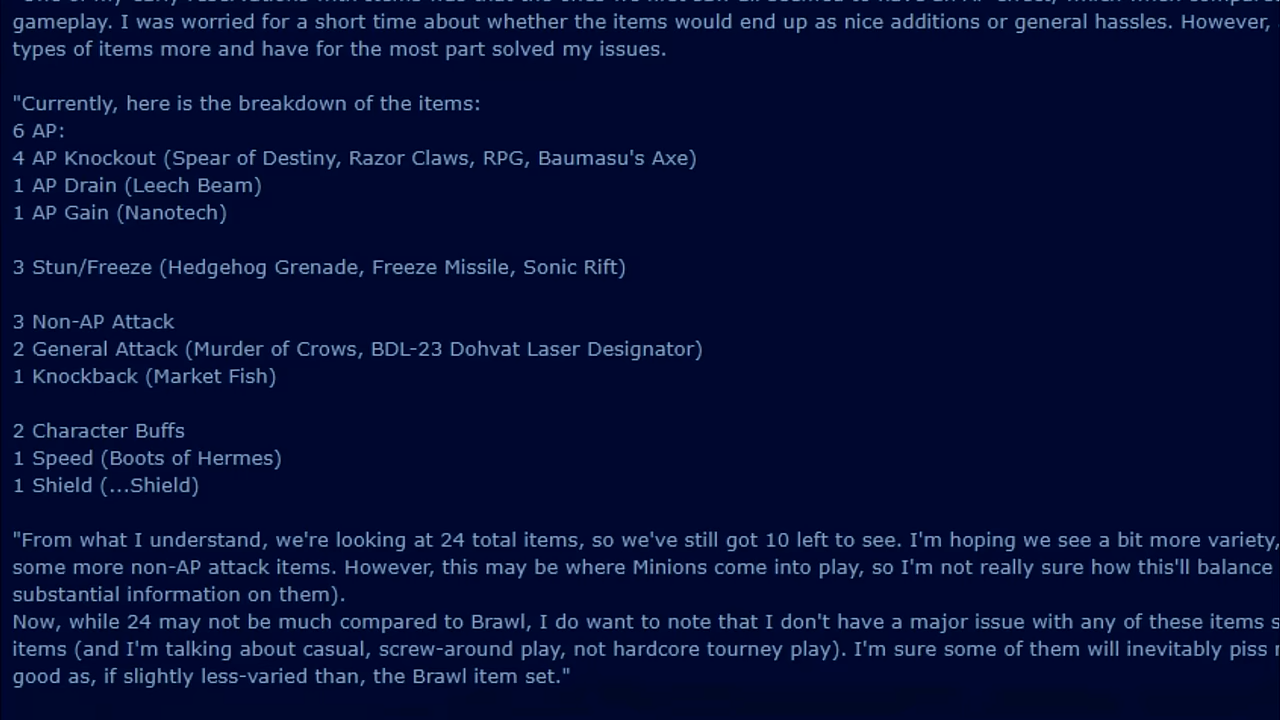 gameplay. I was worried for a short time about whether the items would end up as nice additions or general hassles. However,
types of items more and have for the most part solved my issues.
"Currently, here is the breakdown of the items:
6 AP:
4 AP Knockout (Spear of Destiny, Razor Claws, RPG, Baumasu's Axe)
1 AP Drain (Leech Beam)
1 AP Gain (Nanotech)
3 Stun/Freeze (Hedgehog Grenade, Freeze Missile, Sonic Rift)
3 Non-AP Attack
2 General Attack (Murder of Crows, BDL-23 Dohvat Laser Designator)
1 Knockback (Market Fish)
2 Character Buffs
1 Speed (Boots of Hermes)
1 Shield (...Shield)
"From what I understand, we're looking at 24 total items, so we've still got 10 left to see. I'm hoping we see a bit more variety,
some more non-AP attack items. However, this may be where Minions come into play, so I'm not really sure how this'll balance
substantial information on them).
Now, while 24 may not be much compared to Brawl, I do want to note that I don't have a major issue with any of these items
items (and I'm talking about casual, screw-around play, not hardcore tourney play). I'm sure some of them will inevitably piss
good as, if slightly less-varied than, the Brawl item set."